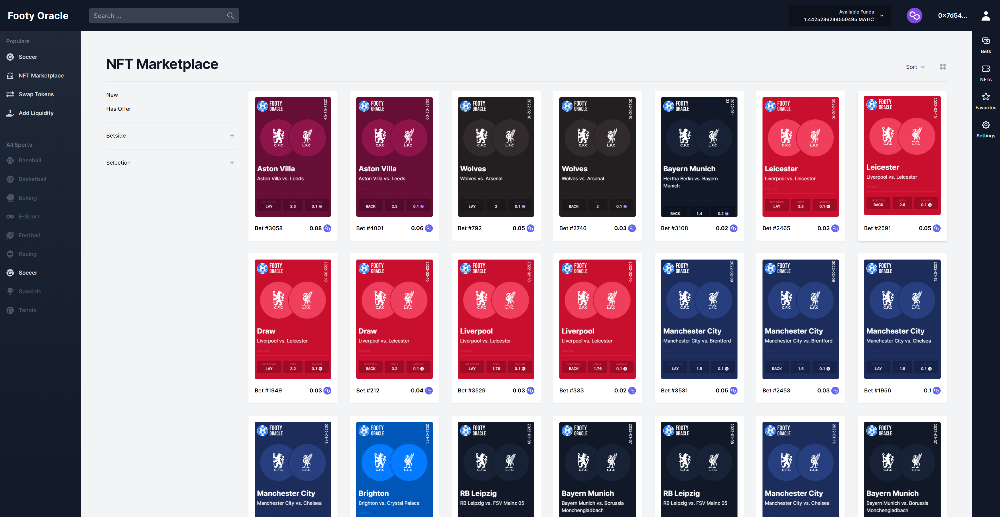 Footy Oracle
Search ...
Available Funds
1.4425286244550495 MATIC
0x7d54...
Populare
Soccer
NFT Marketplace
Swap Tokens
Add Liquidity
All Sports
Baseball
Basketball
Boxing
E-Sport
Football
Racing
Soccer
Specials
Tennis
Bets
NFTs
Favorites
Settings
NFT Marketplace
Sort
New
Has Offer
Betside
Selection
FOOTY
ORACLE
2022-02-09
C.F.C
L.F.C
Aston Villa
Aston Villa vs. Leeds
SELECTION
LAY
ODDS
2.3
AMOUNT
0.1
Bet #3058
0.08
FOOTY
ORACLE
2022-02-09
C.F.C
L.F.C
Aston Villa
Aston Villa vs. Leeds
SELECTION
BACK
ODDS
2.3
AMOUNT
0.1
Bet #4001
0.06
FOOTY
ORACLE
2022-02-10
C.F.C
L.F.C
Wolves
Wolves vs. Arsenal
LAY
2
0.1
Bet #792
0.05
FOOTY
ORACLE
2022-02-10
C.F.C
L.F.C
Wolves
Wolves vs. Arsenal
BACK
2
0.1
Bet #2746
0.03
FOOTY
ORACLE
2022-01-
23
C.F.C
L.F.C
Bayern Munich
Hertha Berlin vs. Bayern
Munich
BACK
1.4
0.2
Bet #3108
0.02
FOOTY
ORACLE
2022-02-10
C.F.C
L.F.C
Leicester
Liverpool vs. Leicester
SELECTION
LAY
ODDS
2.8
AMOUNT
0.1
Bet #2465
0.02
FOOTY
ORACLE
2022-02-10
C.F.C
L.F.C
Leicester
Liverpool vs. Leicester
SELECTION
BACK
ODDS
2.8
AMOUNT
0.1
Bet #2591
0.05
FOOTY
ORACLE
2022-02-10
C.F.C
L.F.C
Draw
Liverpool vs. Leicester
SELECTION
LAY
ODDS
3.2
AMOUNT
0.1
Bet #1949
0.03
FOOTY
ORACLE
2022-02-10
C.F.C
L.F.C
Draw
Liverpool vs. Leicester
SELECTION
BACK
ODDS
3.2
AMOUNT
0.1
Bet #212
0.04
FOOTY
ORACLE
2022-02-10
C.F.C
L.F.C
Liverpool
Liverpool vs. Leicester
SELECTION
LAY
ODDS
1.76
AMOUNT
0.1
Bet #3529
0.03
FOOTY
ORACLE
2022-02-10
C.F.C
L.F.C
Liverpool
Liverpool vs. Leicester
SELECTION
BACK
ODDS
1.76
AMOUNT
0.1
Bet #333
0.02
FOOTY
ORACLE
2022-02-09
C.F.C
L.F.C
Manchester City
Manchester City vs. Brentford
SELECTION
LAY
ODDS
1.5
AMOUNT
0.1
Bet #3531
0.05
FOOTY
ORACLE
2022-02-09
C.F.C
L.F.C
Manchester City
Manchester City vs. Brentford
SELECTION
BACK
ODDS
1.5
AMOUNT
0.1
Bet #2453
0.03
FOOTY
ORACLE
2022-01-15
C.F.C
L.F.C
Manchester City
Manchester City vs. Chelsea
SELECTION
LAY
ODDS
1.5
AMOUNT
0.1
Bet #1956
0.1
FOOTY
ORACLE
2022-01-15
C.F.C
L.F.C
Manchester City
Manchester City vs. Chelsea
FOOTY
ORACLE
2022-01-14
C.F.C
L.F.C
Brighton
Brighton vs. Crystal Palace
FOOTY
ORACLE
2022-01-08
C.F.C
L.F.C
RB Leipzig
RB Leipzig vs. FSV Mainz 05
FOOTY
ORACLE
2022-01-07
C.F.C
L.F.C
Bayern Munich
Bayern Munich vs. Borussia
Monchengladbach
FOOTY
ORACLE
2022-01-08
C.F.C
L.F.C
RB Leipzig
RB Leipzig vs. FSV Mainz 05
FOOTY
ORACLE
2022-01-15
C.F.C
L.F.C
Manchester City
Manchester City vs. Chelsea
FOOTY
ORACLE
2022-01-07
C.F.C
L.F.C
Bayern Munich
Bayern Munich vs. Borussia
Monchengladbach